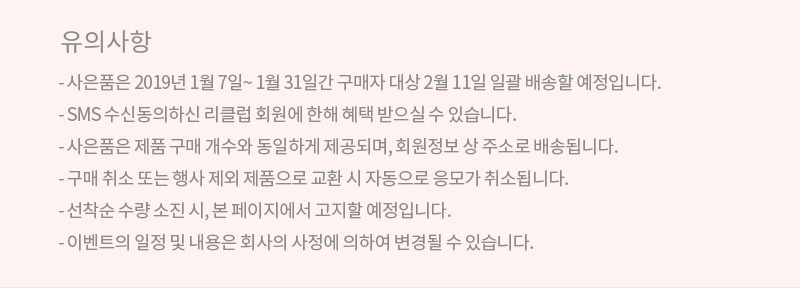 유의사항
- 사은품은 2019년 1월 7일~ 1월 31일간 구매자 대상 2월 11일 일괄 배송할 예정입니다.
- SMS 수신동의하신 리클럽 회원에 한해 혜택 받으실 수 있습니다.
- 사은품은 제품 구매 개수와 동일하게 제공되며, 회원정보 상 주소로 배송됩니다.
- 구매 취소 또는 행사 제외 제품으로 교환 시 자동으로 응모가 취소됩니다.
- 선착순 수량 소진 시, 본 페이지에서 고지할 예정입니다.
- 이벤트의 일정 및 내용은 회사의 사정에 의하여 변경될 수 있습니다.